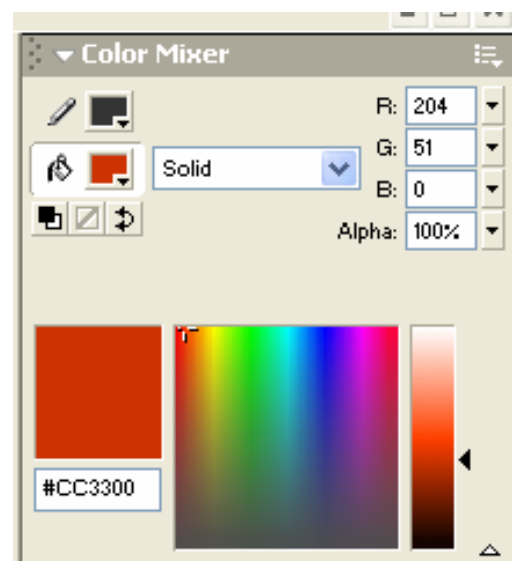 Color Mixer
R: 204
G: 51
Solid
B: 0
Alpha: 100%
#CC3300